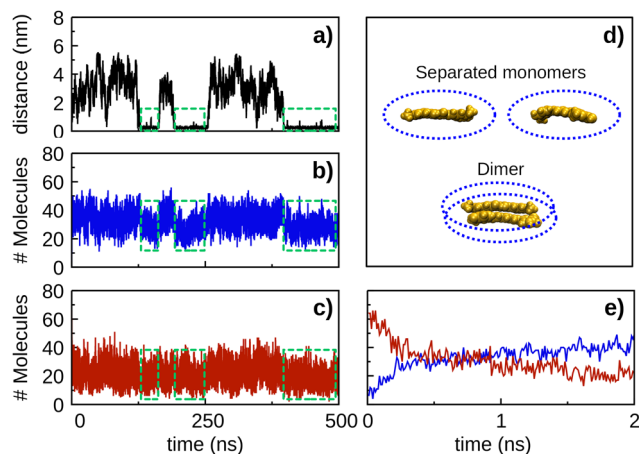 a)
distance (nm)
8
6
4
2
0
b)
# Molecules
80
60
40
20
0
c)
# Molecules
80
60
40
20
0
0
250
500
time (ns)
d)
Separated monomers
Dimer
e)
0
1
2
time (ns)